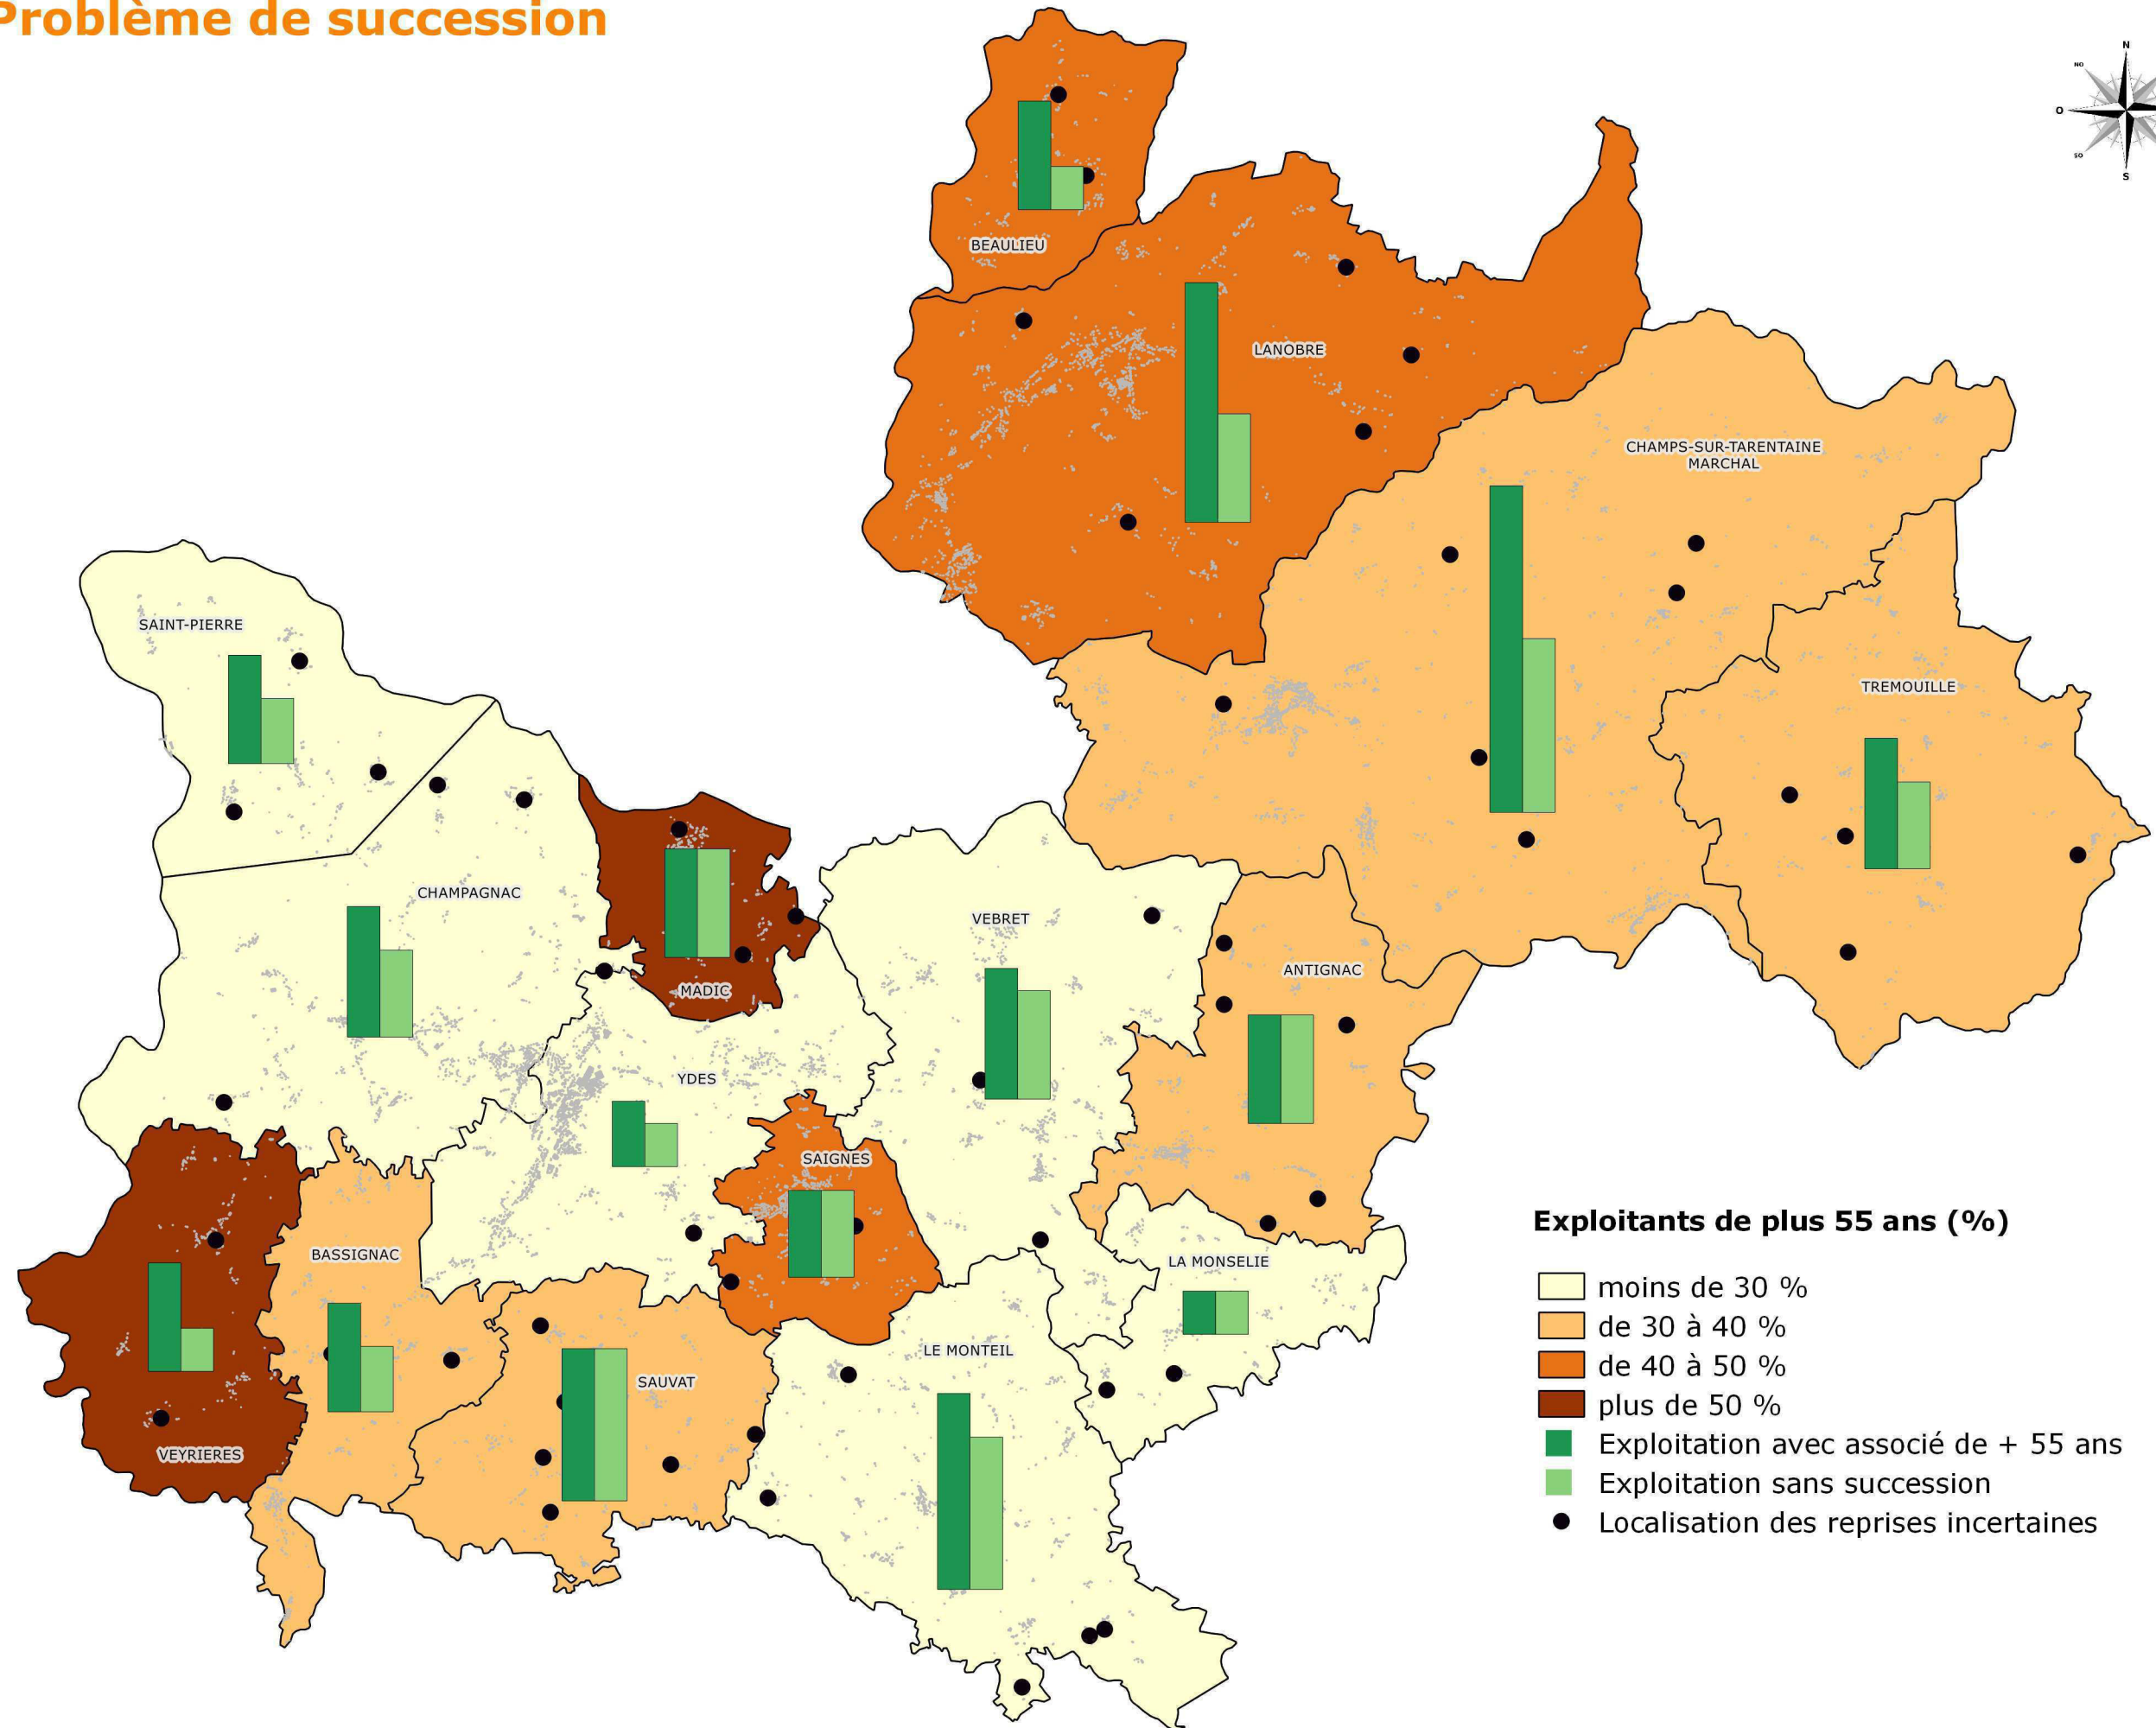 Problème de succession
N
NO
O
SO
S
BEAULIEU
LANOBRE
CHAMPS-SUR-TARENTAINE
MARCHAL
SAINT-PIERRE
TREMOUILLE
CHAMPAGNAC
VEBRET
ANTIGNAC
MADIC
YDES
SAIGNES
BASSIGNAC
LA MONSELIE
LE MONTEIL
SAUVAT
VEYRIERES
Exploitants de plus 55 ans (%)
moins de 30 %
de 30 à 40 %
de 40 à 50 %
plus de 50 %
Exploitation avec associé de + 55 ans
Exploitation sans succession
Localisation des reprises incertaines